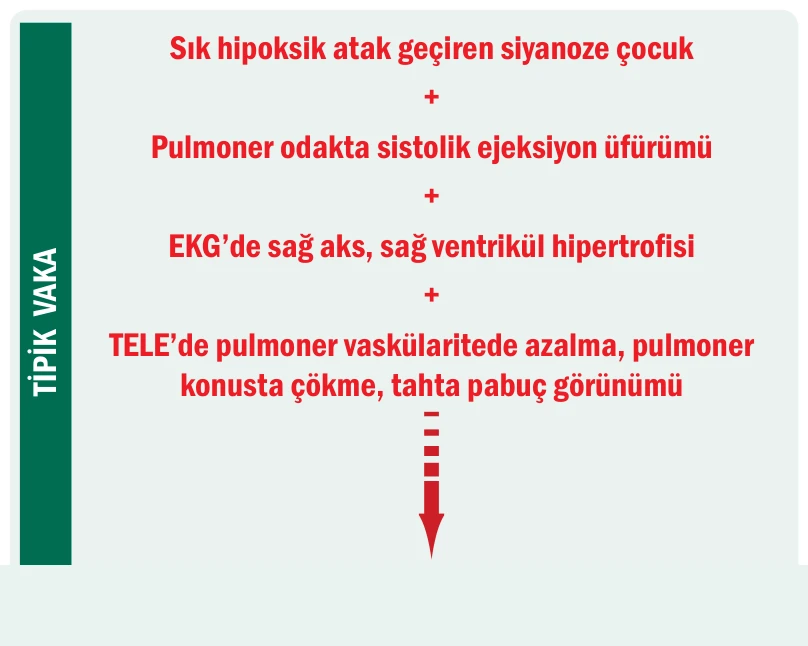 TİPİK VAKA
Sık hipoksik atak geçiren siyanoze çocuk
+
Pulmoner odakta sistolik ejeksiyon üfürümü
+
EKG’de sağ aks, sağ ventrikül hipertrofisi
+
TELE’de pulmoner vaskülaritede azalma, pulmoner
konusta çökme, tahta pabuç görünümü